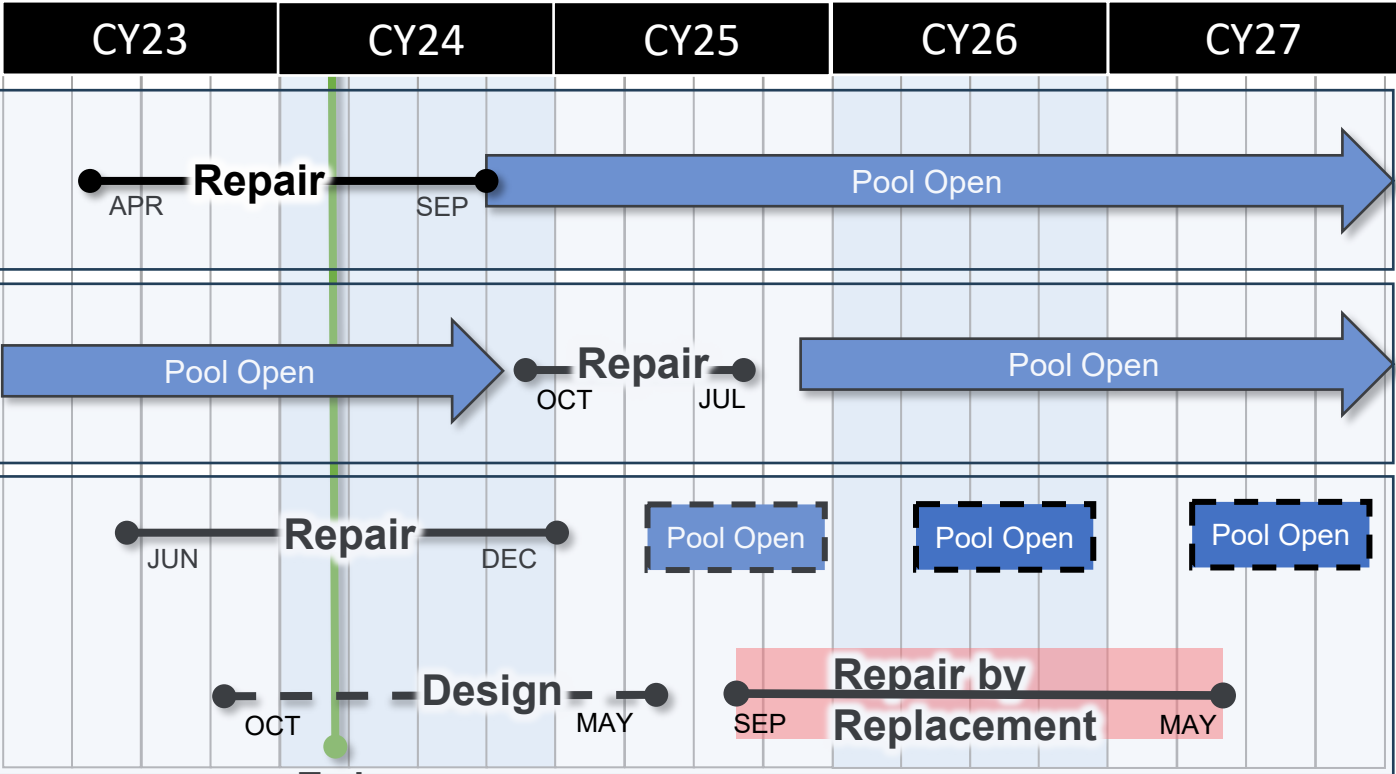 CY23 CY24 CY25 CY26 CY27
Repair
APR SEP
Pool Open
Pool Open
Repair
OCT JUL
Pool Open
Repair
JUN DEC
Pool Open Pool Open Pool Open
Design
OCT MAY
Repair by
Replacement
SEP MAY